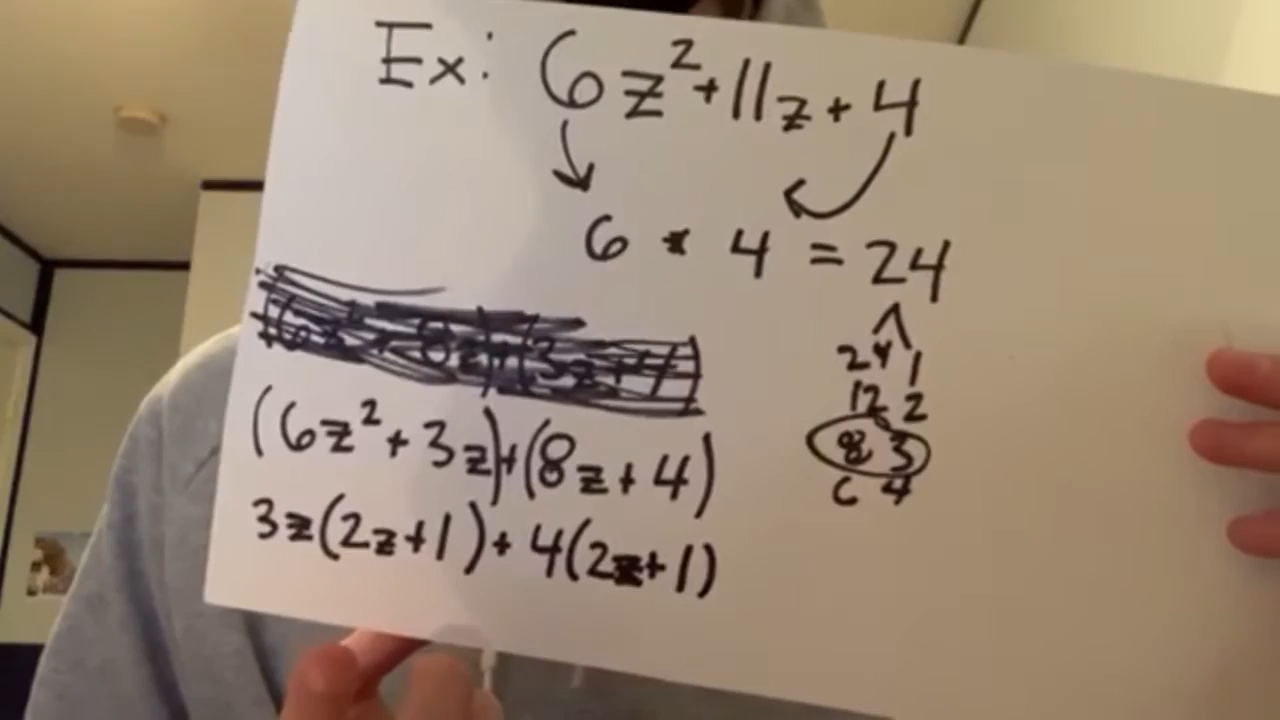 Ex: 6z²+11z+4
6 * 4 = 24
24 1
12 2
8 3
6 4
(6z²+3z)+(8z+4)
3z(2z+1)+4(2z+1)